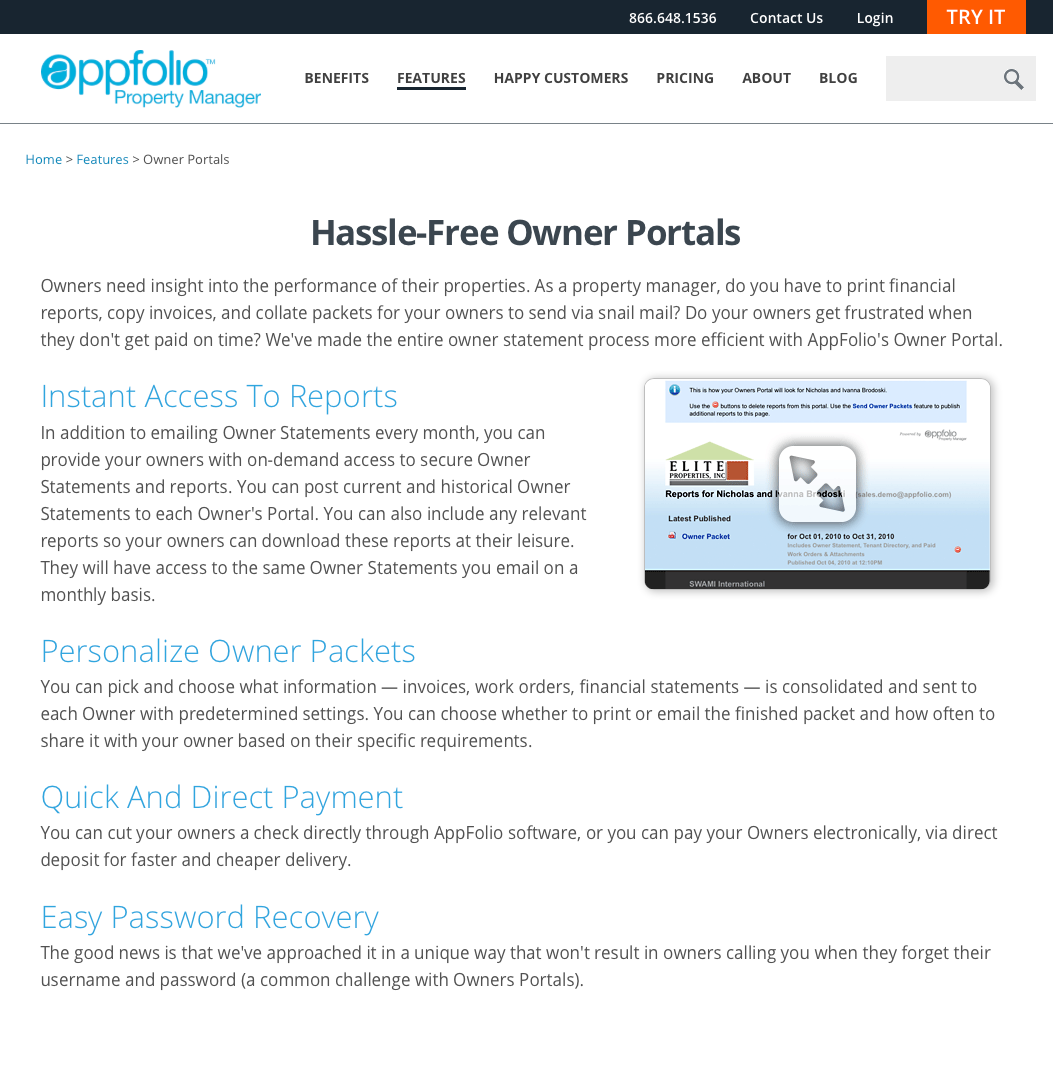 866.648.1536 Contact Us Login TRY IT
appfolio™
Property Manager
BENEFITS FEATURES HAPPY CUSTOMERS PRICING ABOUT BLOG
Home > Features > Owner Portals
Hassle-Free Owner Portals
Owners need insight into the performance of their properties. As a property manager, do you have to print financial
reports, copy invoices, and collate packets for your owners to send via snail mail? Do your owners get frustrated when
they don't get paid on time? We've made the entire owner statement process more efficient with AppFolio's Owner Portal.
Instant Access To Reports
In addition to emailing Owner Statements every month, you can
provide your owners with on-demand access to secure Owner
Statements and reports. You can post current and historical Owner
Statements to each Owner's Portal. You can also include any relevant
reports so your owners can download these reports at their leisure.
They will have access to the same Owner Statements you email on a
monthly basis.
This is how your Owners Portal will look for Nicholas and Ivanna Brodoski.
Use the buttons to delete reports from this portal. Use the Send Owner Packets feature to publish
additional reports to this page.
Powered by appfolio
Property Manager
ELITE
PROPERTIES, INC
Reports for Nicholas and Ivanna Brodoski (sales.demo@appfolio.com)
Latest Published
Owner Packet for Oct 01, 2010 to Oct 31, 2010
Includes Owner Statement, Tenant Directory, and Paid
Work Orders & Attachments
Published Oct 04, 2010 at 12:10PM
SWAMI International
Personalize Owner Packets
You can pick and choose what information — invoices, work orders, financial statements — is consolidated and sent to
each Owner with predetermined settings. You can choose whether to print or email the finished packet and how often to
share it with your owner based on their specific requirements.
Quick And Direct Payment
You can cut your owners a check directly through AppFolio software, or you can pay your Owners electronically, via direct
deposit for faster and cheaper delivery.
Easy Password Recovery
The good news is that we've approached it in a unique way that won't result in owners calling you when they forget their
username and password (a common challenge with Owners Portals).